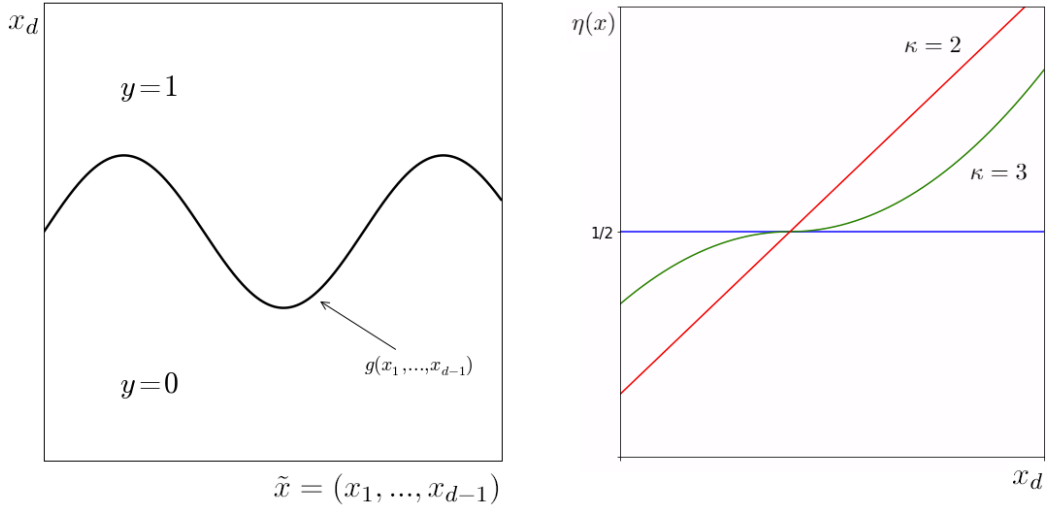 x_d
y=1
g(x_1,...,x_{d-1})
y=0
x̃ = (x_1, ..., x_{d-1})
η(x)
κ = 2
κ = 3
1/2
x_d